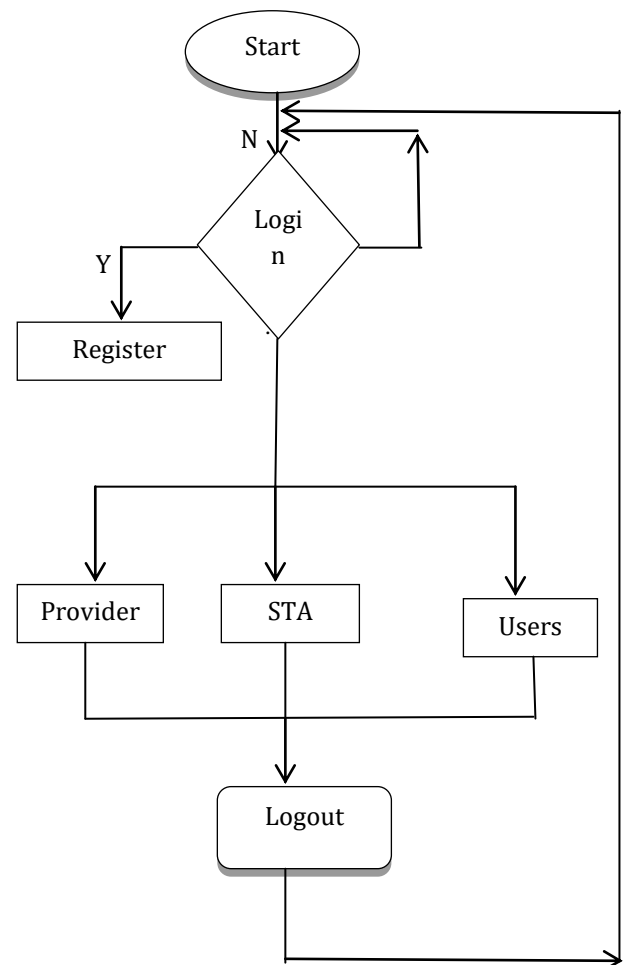 Start
N
Logi
n
Y
Register
Provider
STA
Users
Logout